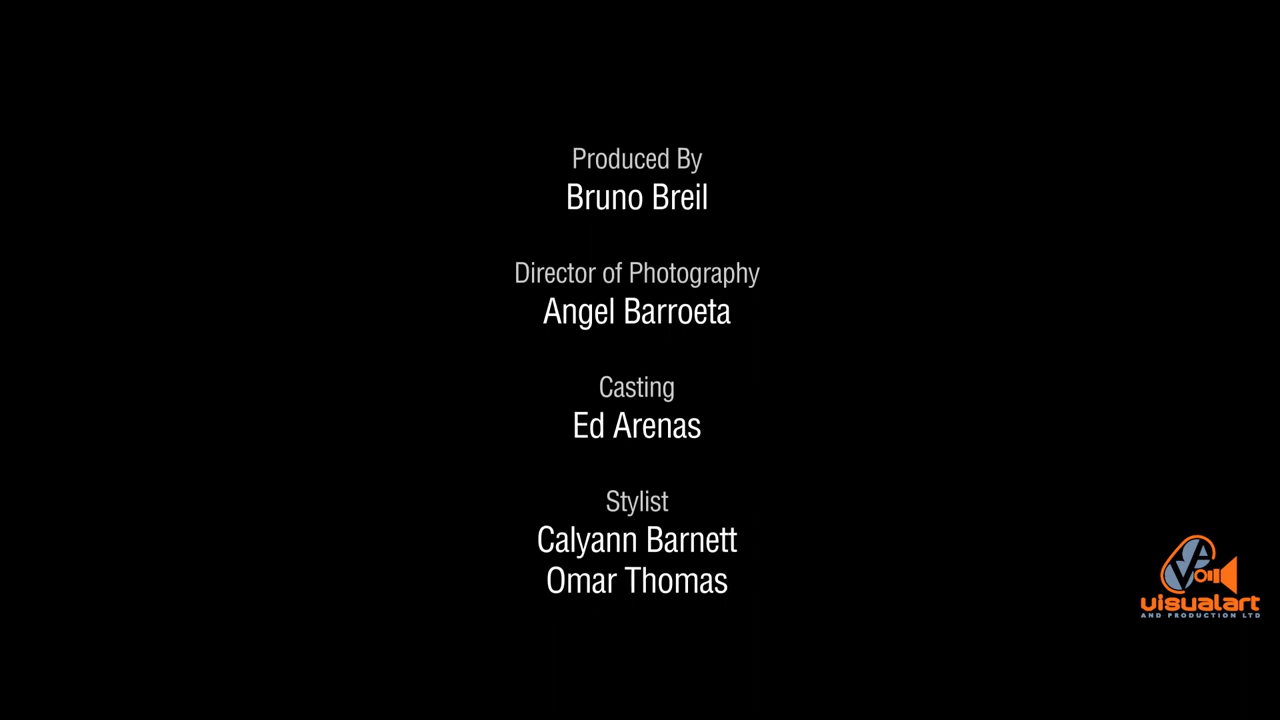 Produced By
Bruno Breil
Director of Photography
Angel Barroeta
Casting
Ed Arenas
Stylist
Calyann Barnett
Omar Thomas
VA
visualart
AND PRODUCTION LTD